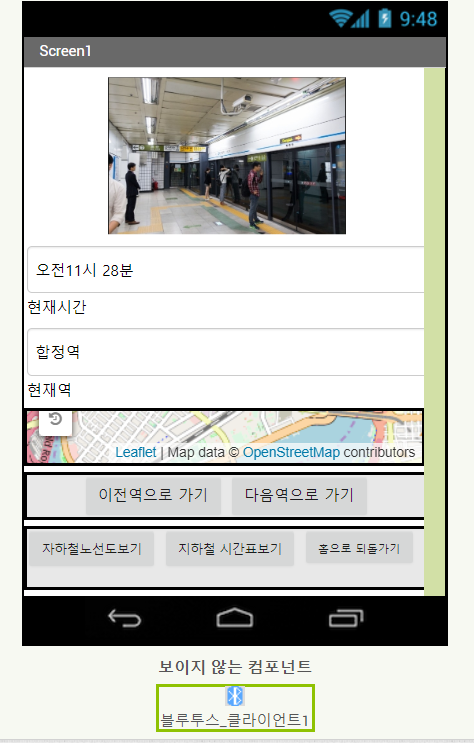 9:48
Screen1
오전11시 28분
현재시간
합정역
현재역
Leaflet | Map data © OpenStreetMap contributors
이전역으로 가기 다음역으로 가기
자하철노선도보기 지하철 시간표보기 홈으로 되돌가기
보이지 않는 컴포넌트
블루투스_클라이언트1